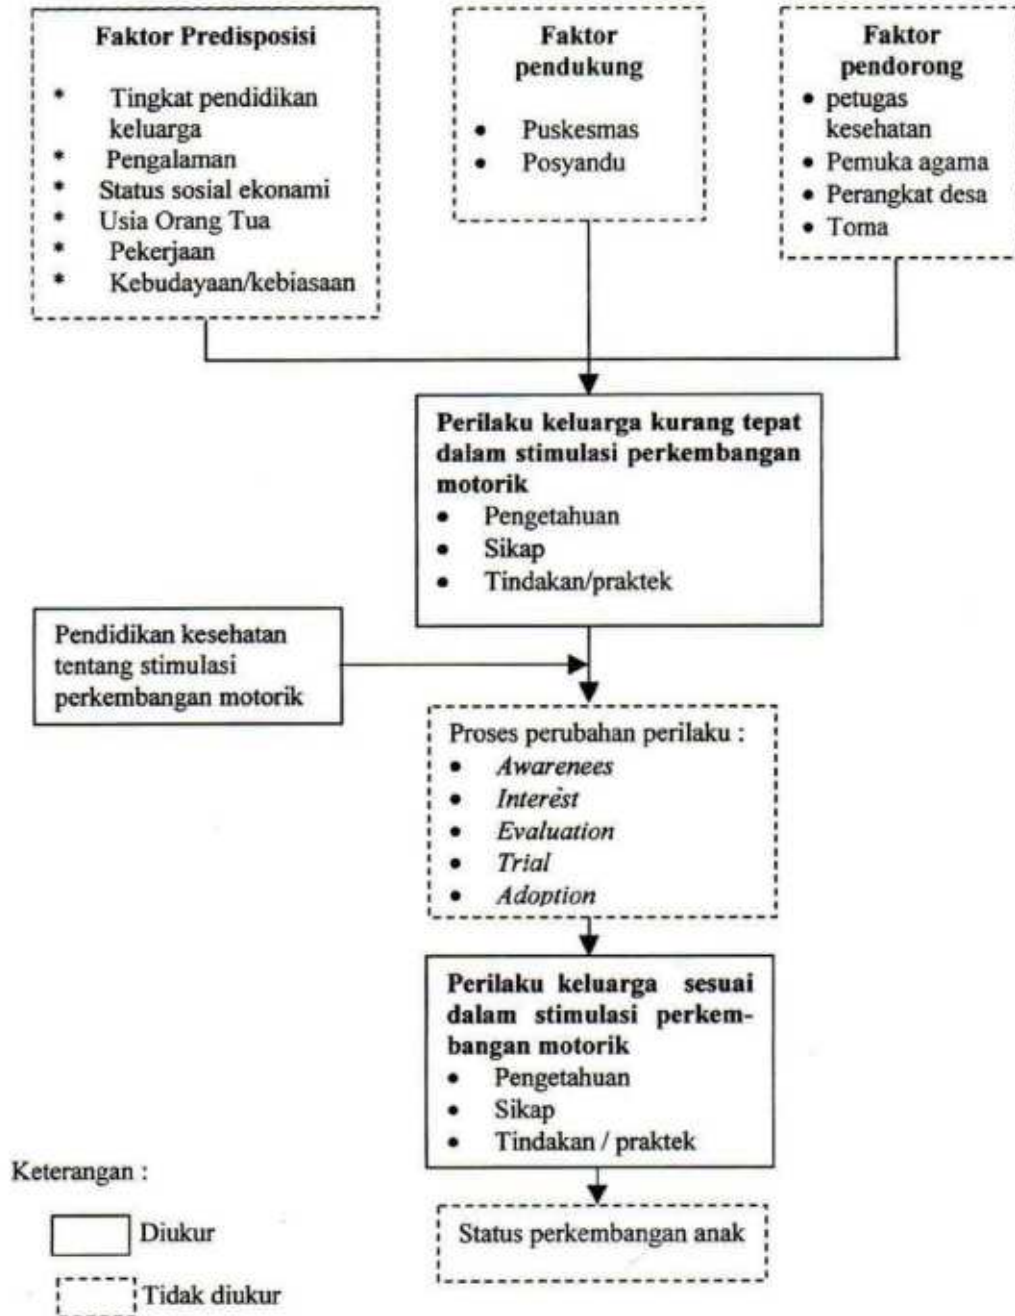 Faktor Predisposisi
* Tingkat pendidikan
keluarga
* Pengalaman
* Status sosial ekonomi
* Usia Orang Tua
* Pekerjaan
* Kebudayaan/kebiasaan
Faktor
pendukung
• Puskesmas
• Posyandu
Faktor
pendorong
• petugas
kesehatan
• Pemuka agama
• Perangkat desa
• Toma
Perilaku keluarga kurang tepat
dalam stimulasi perkembangan
motorik
• Pengetahuan
• Sikap
• Tindakan/praktek
Pendidikan kesehatan
tentang stimulasi
perkembangan motorik
Proses perubahan perilaku :
• Awarenees
• Interest
• Evaluation
• Trial
• Adoption
Perilaku keluarga sesuai
dalam stimulasi perkem-
bangan motorik
• Pengetahuan
• Sikap
• Tindakan / praktek
Status perkembangan anak
Keterangan :
Diukur
Tidak diukur